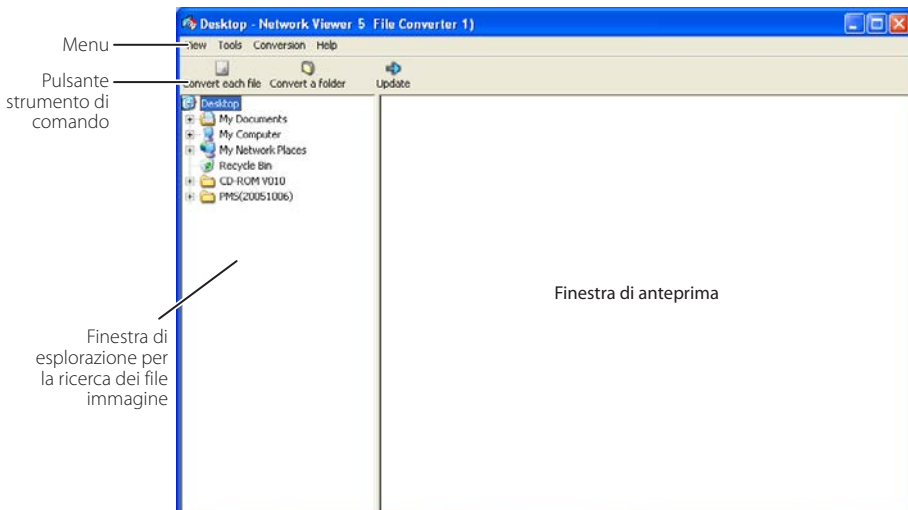 Desktop - Network Viewer 5 File Converter 1)
Menu
View Tools Conversion Help
Convert each file Convert a folder Update
Pulsante
strumento di
comando
Desktop
My Documents
My Computer
My Network Places
Recycle Bin
CD-ROM V010
PMS(20051006)
Finestra di anteprima
Finestra di
esplorazione per
la ricerca dei file
immagine